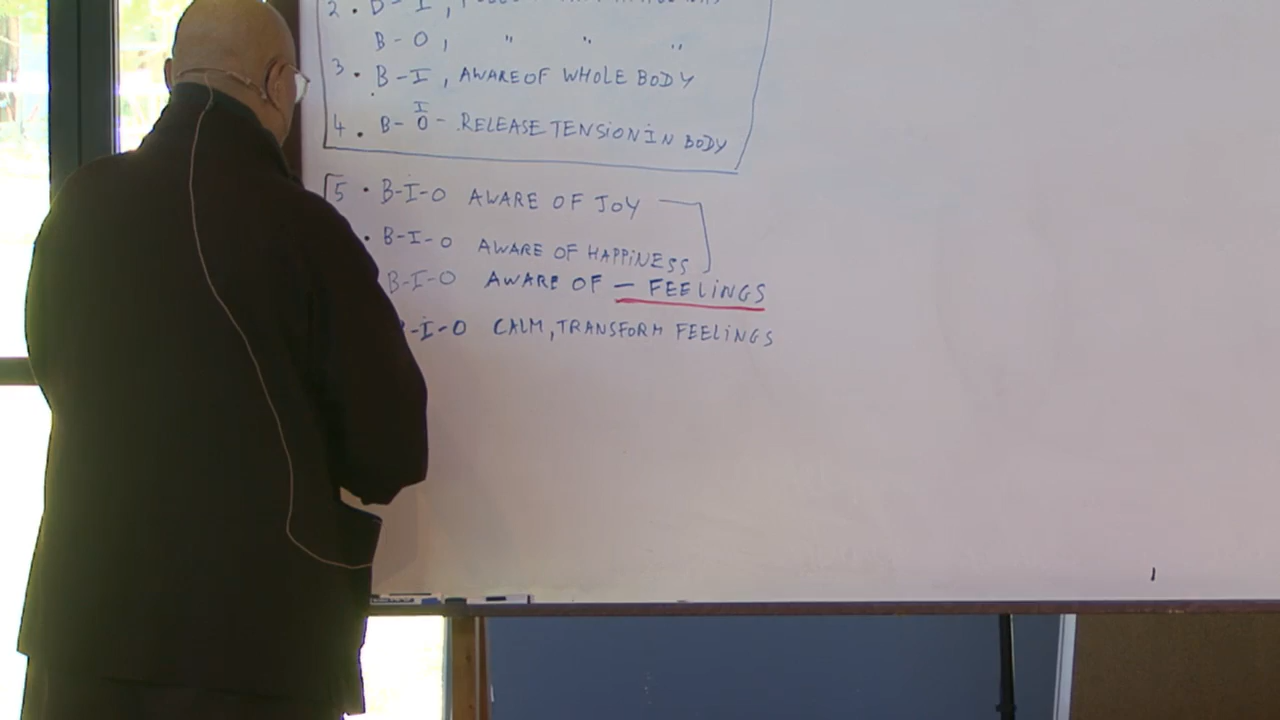 2. B-I,
B-O, " " "
3. B-I, AWARE OF WHOLE BODY
I
4. B-O- RELEASE TENSION IN BODY
5. B-I-O AWARE OF JOY
. B-I-O AWARE OF HAPPINESS
B-I-O AWARE OF — FEELINGS
-I-O CALM, TRANSFORM FEELINGS